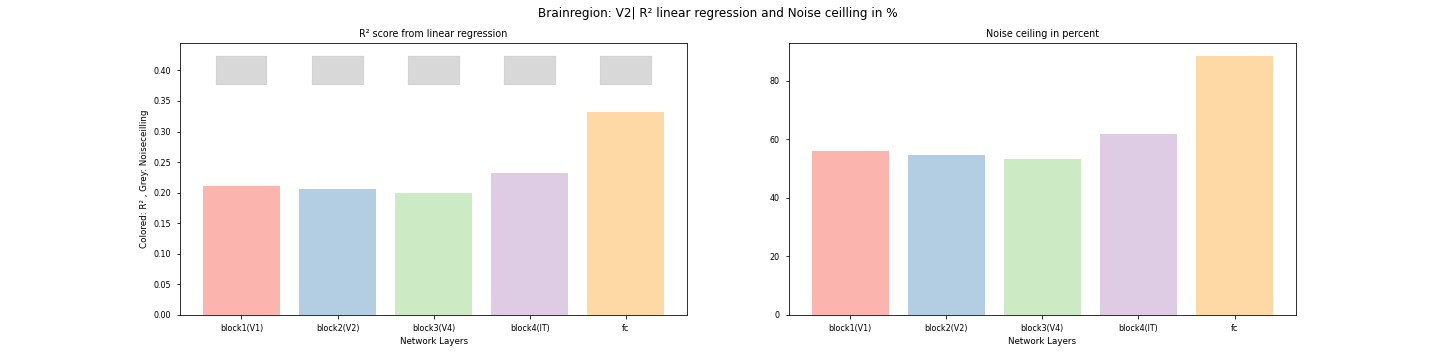 Brainregion: V2| R² linear regression and Noise ceilling in %
R² score from linear regression
Colored: R² , Grey: Noiseceilling
0.40
0.35
0.30
0.25
0.20
0.15
0.10
0.05
0.00
block1(V1) block2(V2) block3(V4) block4(IT) fc
Network Layers
Noise ceiling in percent
80
60
40
20
0
block1(V1) block2(V2) block3(V4) block4(IT) fc
Network Layers